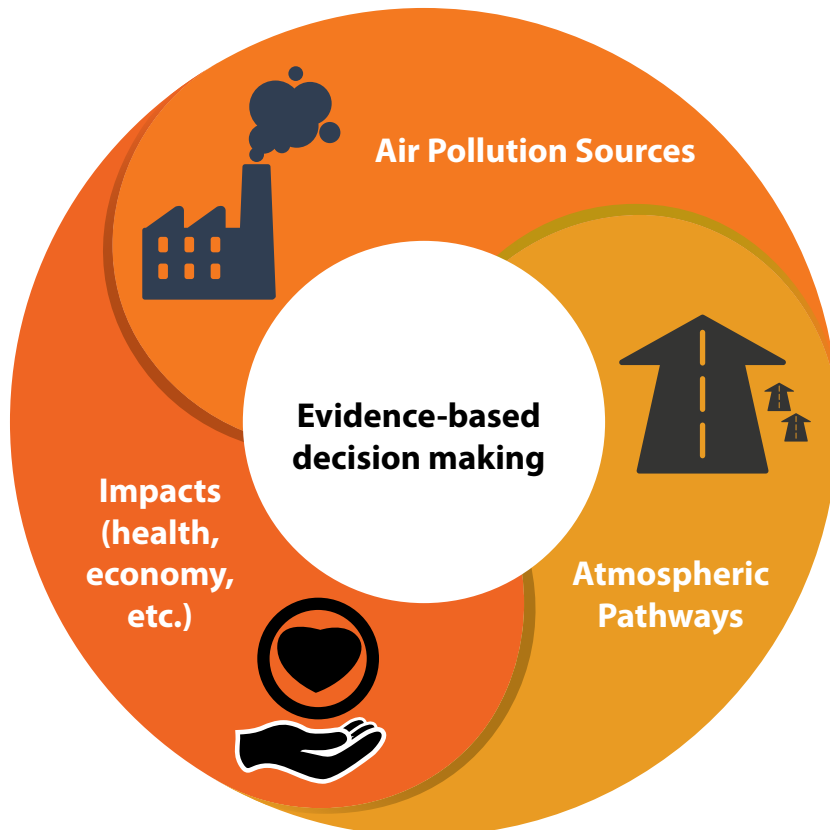 Air Pollution Sources
Evidence-based
decision making
Impacts
(health,
economy,
etc.)
Atmospheric
Pathways